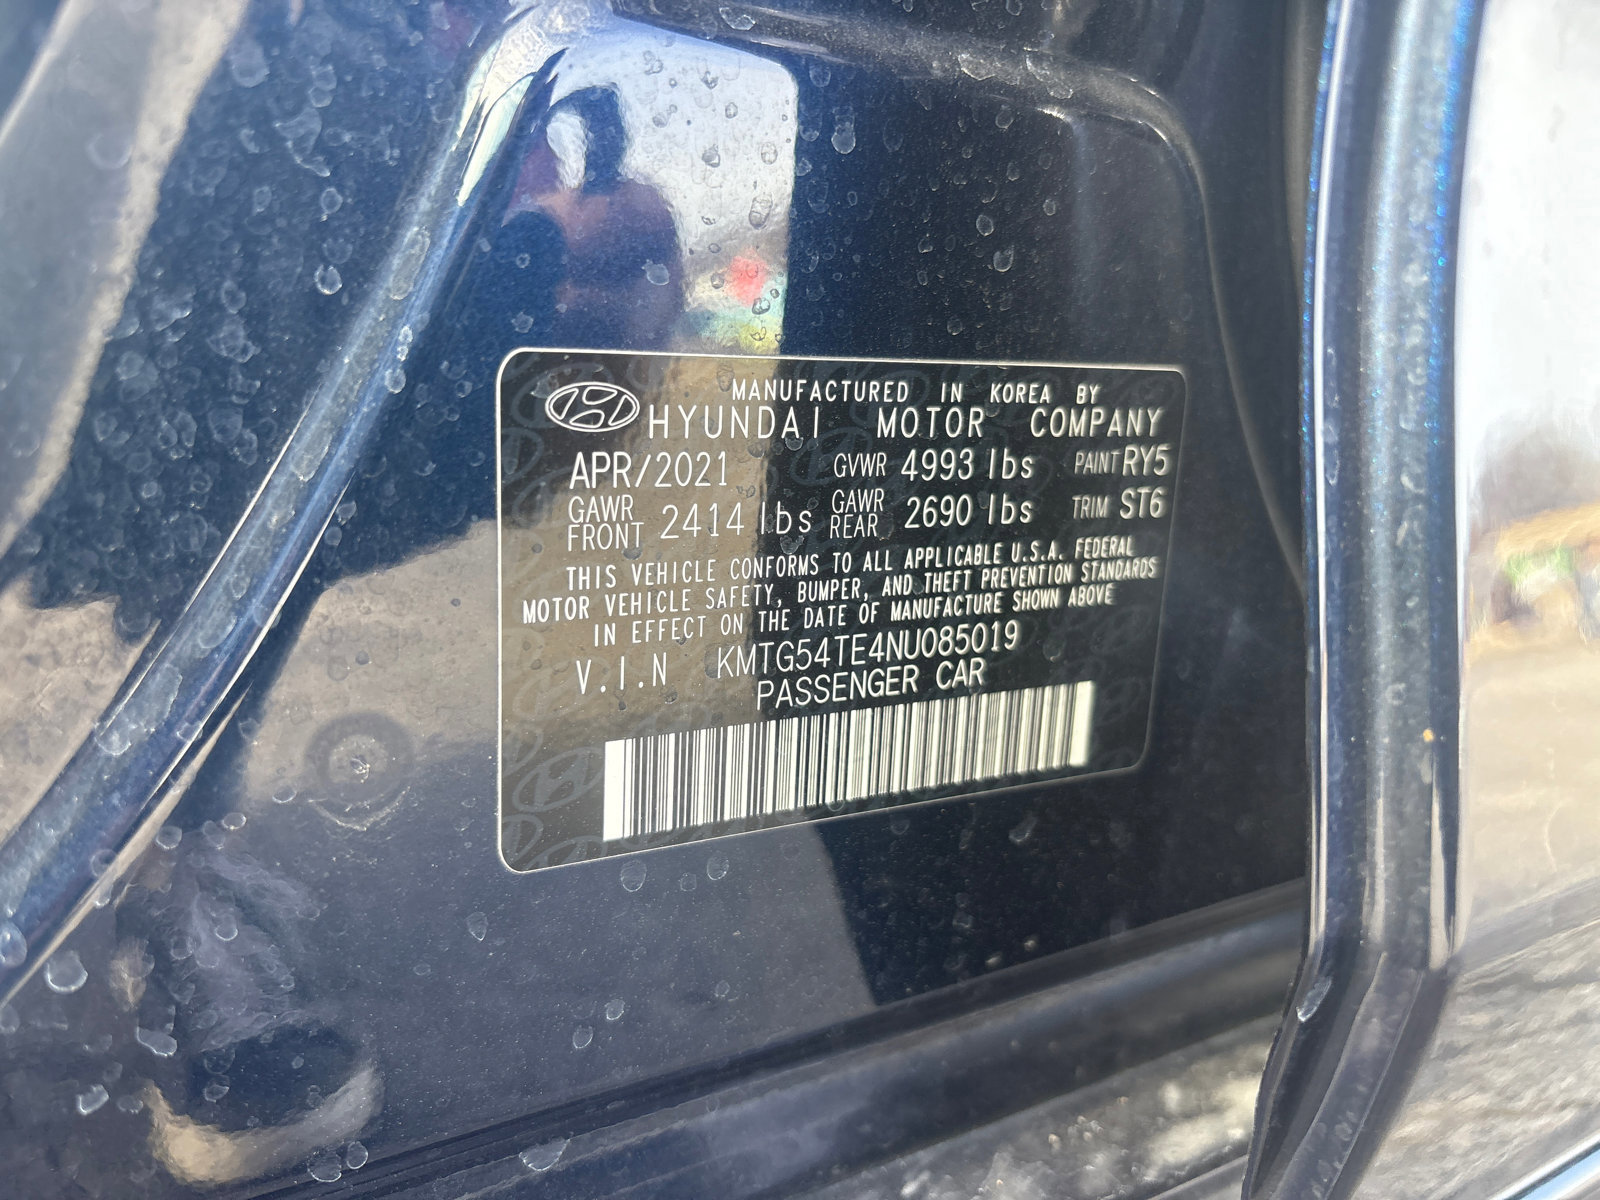 MANUFACTURED IN KOREA BY
HYUNDAI MOTOR COMPANY
APR/2021 GVWR 4993 lbs PAINT RY5
GAWR FRONT 2414 lbs GAWR REAR 2690 lbs TRIM ST6
THIS VEHICLE CONFORMS TO ALL APPLICABLE U.S.A. FEDERAL
MOTOR VEHICLE SAFETY, BUMPER, AND THEFT PREVENTION STANDARDS
IN EFFECT ON THE DATE OF MANUFACTURE SHOWN ABOVE
V.I.N KMTG54TE4NU085019
PASSENGER CAR